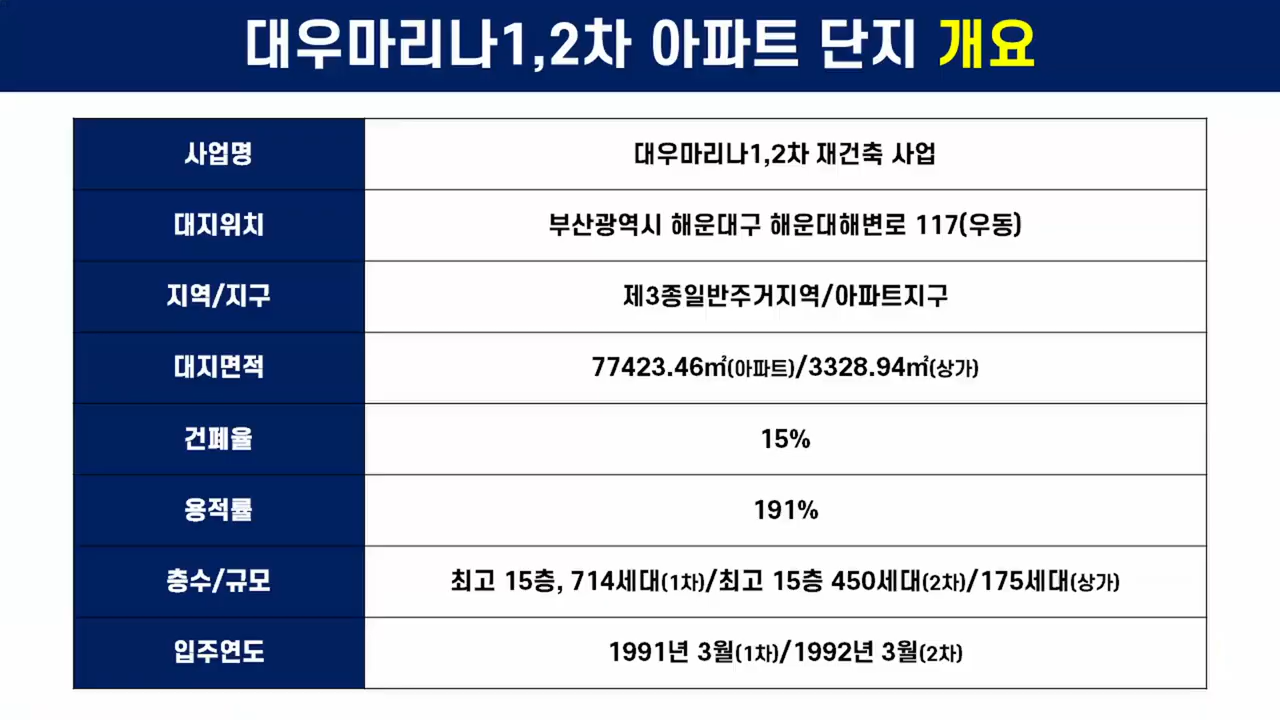 대우마리나1,2차 아파트 단지 개요
사업명 대우마리나1,2차 재건축 사업
대지위치 부산광역시 해운대구 해운대해변로 117(우동)
지역/지구 제3종일반주거지역/아파트지구
대지면적 77423.46㎡(아파트)/3328.94㎡(상가)
건폐율 15%
용적률 191%
층수/규모 최고 15층, 714세대(1차)/최고 15층 450세대(2차)/175세대(상가)
입주연도 1991년 3월(1차)/1992년 3월(2차)